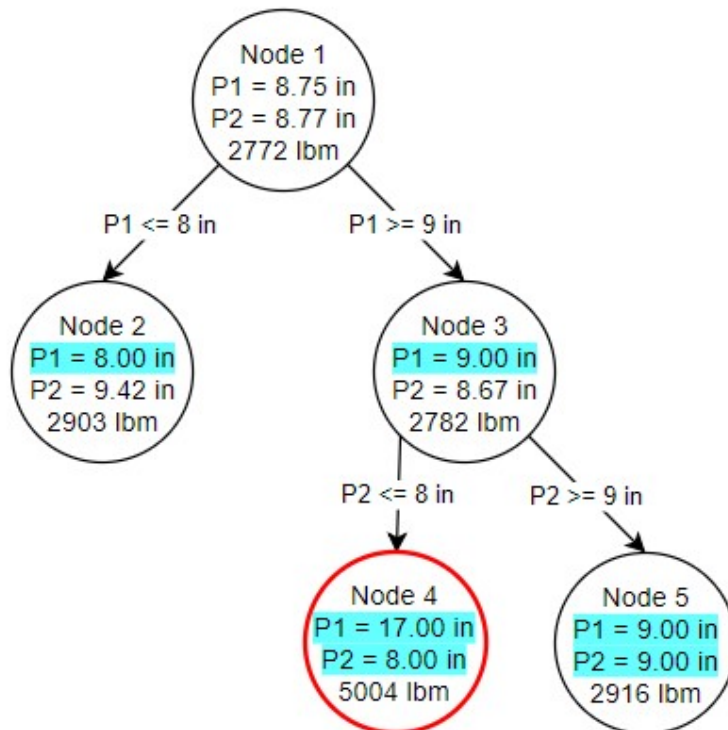 Node 1
P1 = 8.75 in
P2 = 8.77 in
2772 lbm
P1 <= 8 in
P1 >= 9 in
Node 2
P1 = 8.00 in
P2 = 9.42 in
2903 lbm
Node 3
P1 = 9.00 in
P2 = 8.67 in
2782 lbm
P2 <= 8 in
P2 >= 9 in
Node 4
P1 = 17.00 in
P2 = 8.00 in
5004 lbm
Node 5
P1 = 9.00 in
P2 = 9.00 in
2916 lbm